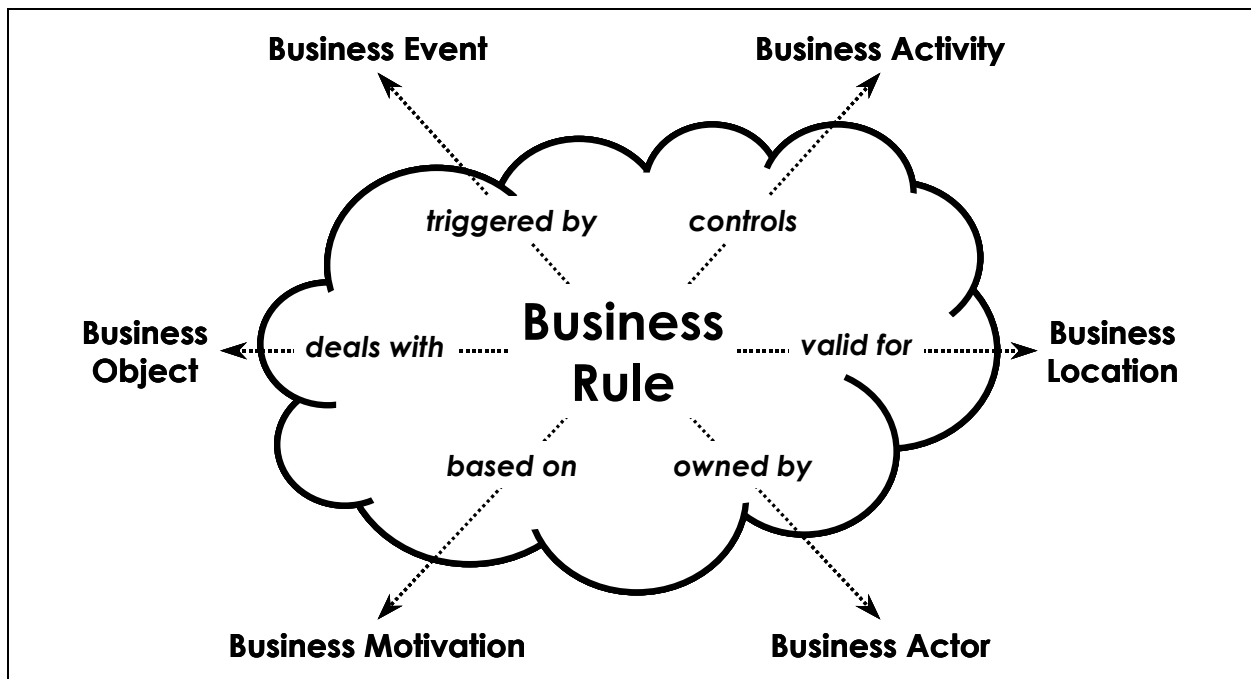 Business Event
Business Activity
triggered by
controls
Business
Object
deals with
Business
Rule
valid for
Business
Location
based on
owned by
Business Motivation
Business Actor